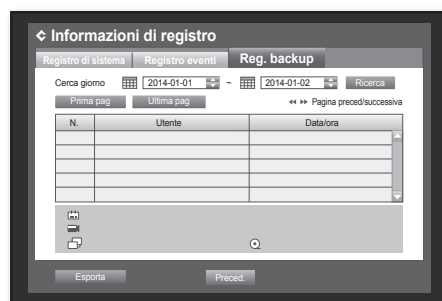 Informazioni di registro
Registro di sistema Registro eventi Reg. backup
Cerca giorno 2014-01-01 ~ 2014-01-02 Ricerca
Prima pag Ultima pag Pagina preced/successiva
N. Utente Data/ora
Esporta Preced.